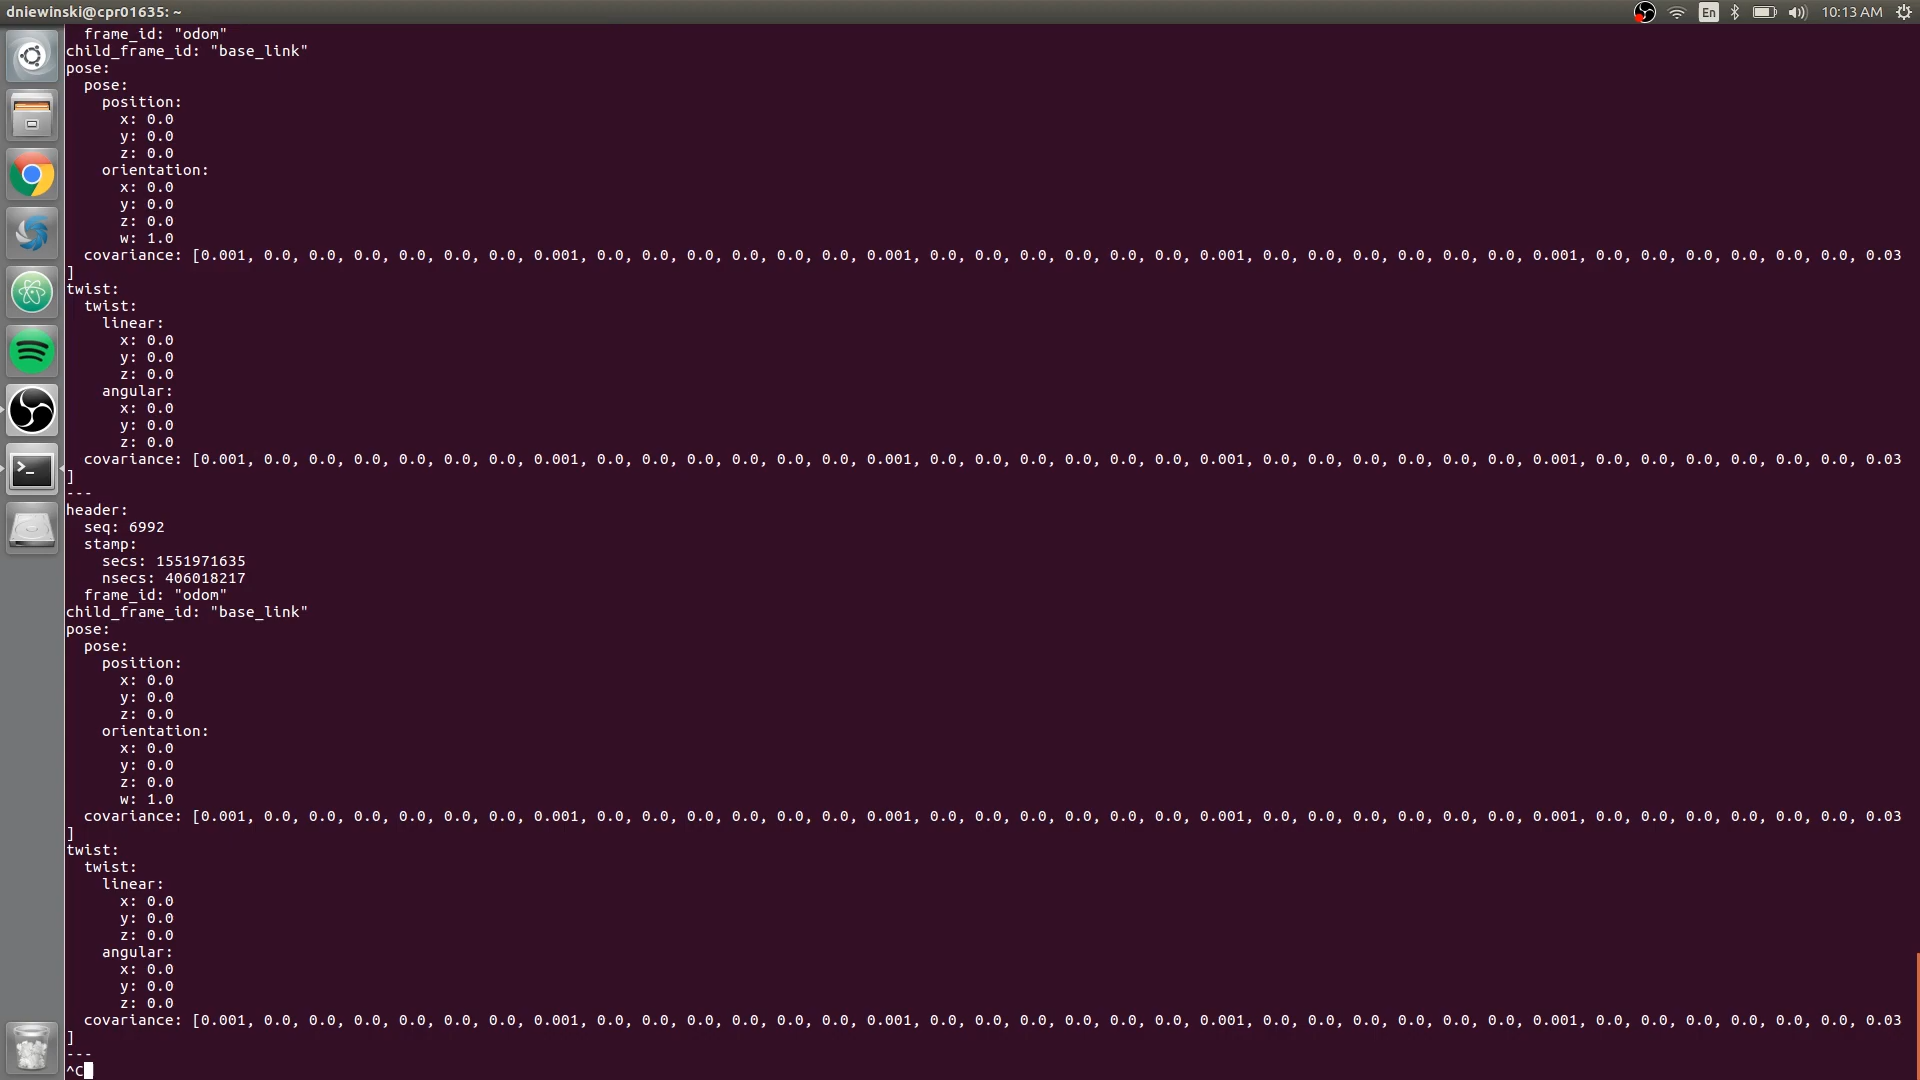 dniewinski@cpr01635: ~
En
10:13 AM
  frame_id: "odom"
child_frame_id: "base_link"
pose:
  pose:
    position:
      x: 0.0
      y: 0.0
      z: 0.0
    orientation:
      x: 0.0
      y: 0.0
      z: 0.0
      w: 1.0
  covariance: [0.001, 0.0, 0.0, 0.0, 0.0, 0.0, 0.0, 0.001, 0.0, 0.0, 0.0, 0.0, 0.0, 0.0, 0.001, 0.0, 0.0, 0.0, 0.0, 0.0, 0.0, 0.001, 0.0, 0.0, 0.0, 0.0, 0.0, 0.0, 0.001, 0.0, 0.0, 0.0, 0.0, 0.0, 0.0, 0.03
]
twist:
  twist:
    linear:
      x: 0.0
      y: 0.0
      z: 0.0
    angular:
      x: 0.0
      y: 0.0
      z: 0.0
  covariance: [0.001, 0.0, 0.0, 0.0, 0.0, 0.0, 0.0, 0.001, 0.0, 0.0, 0.0, 0.0, 0.0, 0.0, 0.001, 0.0, 0.0, 0.0, 0.0, 0.0, 0.0, 0.001, 0.0, 0.0, 0.0, 0.0, 0.0, 0.0, 0.001, 0.0, 0.0, 0.0, 0.0, 0.0, 0.0, 0.03
]
---
header:
  seq: 6992
  stamp:
    secs: 1551971635
    nsecs: 406018217
  frame_id: "odom"
child_frame_id: "base_link"
pose:
  pose:
    position:
      x: 0.0
      y: 0.0
      z: 0.0
    orientation:
      x: 0.0
      y: 0.0
      z: 0.0
      w: 1.0
  covariance: [0.001, 0.0, 0.0, 0.0, 0.0, 0.0, 0.0, 0.001, 0.0, 0.0, 0.0, 0.0, 0.0, 0.0, 0.001, 0.0, 0.0, 0.0, 0.0, 0.0, 0.0, 0.001, 0.0, 0.0, 0.0, 0.0, 0.0, 0.0, 0.001, 0.0, 0.0, 0.0, 0.0, 0.0, 0.0, 0.03
]
twist:
  twist:
    linear:
      x: 0.0
      y: 0.0
      z: 0.0
    angular:
      x: 0.0
      y: 0.0
      z: 0.0
  covariance: [0.001, 0.0, 0.0, 0.0, 0.0, 0.0, 0.0, 0.001, 0.0, 0.0, 0.0, 0.0, 0.0, 0.0, 0.001, 0.0, 0.0, 0.0, 0.0, 0.0, 0.0, 0.001, 0.0, 0.0, 0.0, 0.0, 0.0, 0.0, 0.001, 0.0, 0.0, 0.0, 0.0, 0.0, 0.0, 0.03
]
---
^C